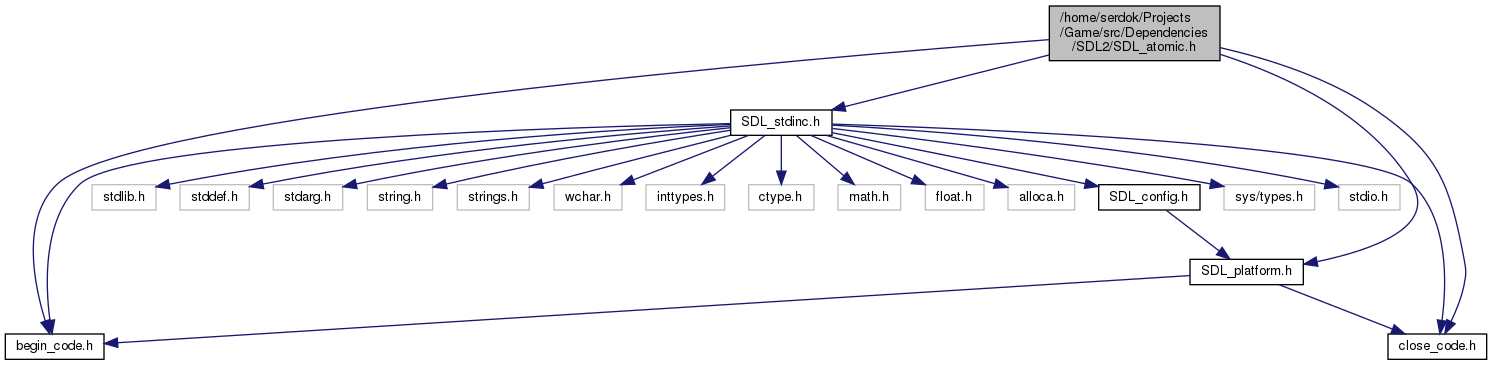 /home/serdok/Projects
/Game/src/Dependencies
/SDL2/SDL_atomic.h
SDL_stdinc.h
stdlib.h
stddef.h
stdarg.h
string.h
strings.h
wchar.h
inttypes.h
ctype.h
math.h
float.h
alloca.h
SDL_config.h
sys/types.h
stdio.h
SDL_platform.h
begin_code.h
close_code.h